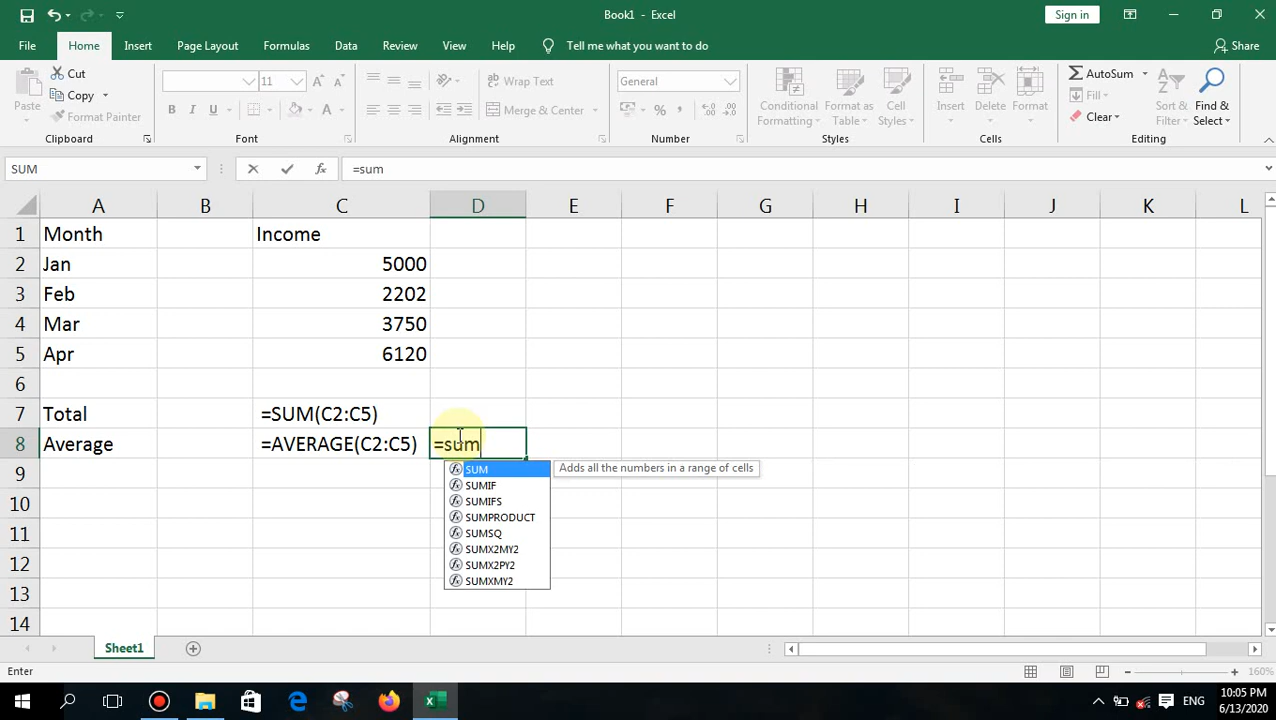 Book1 - Excel
Sign in
File Home Insert Page Layout Formulas Data Review View Help Tell me what you want to do Share
Paste
Cut
Copy
Format Painter
Clipboard
11 A A
B I U A
Font
ab
Wrap Text
Merge & Center
Alignment
General
% , .00 .0
Number
Conditional Formatting
Format as Table
Cell Styles
Styles
Insert
Delete
Format
Cells
AutoSum
Fill
Clear
Sort & Filter
Find & Select
Editing
SUM fx =sum
A B C D E F G H I J K L
1 Month Income
2 Jan 5000
3 Feb 2202
4 Mar 3750
5 Apr 6120
6
7 Total =SUM(C2:C5)
8 Average =AVERAGE(C2:C5) =sum
9
10
11
12
13
14
SUM Adds all the numbers in a range of cells
SUMIF
SUMIFS
SUMPRODUCT
SUMSQ
SUMX2MY2
SUMX2PY2
SUMXMY2
Sheet1
Enter
160%
ENG
10:05 PM
6/13/2020